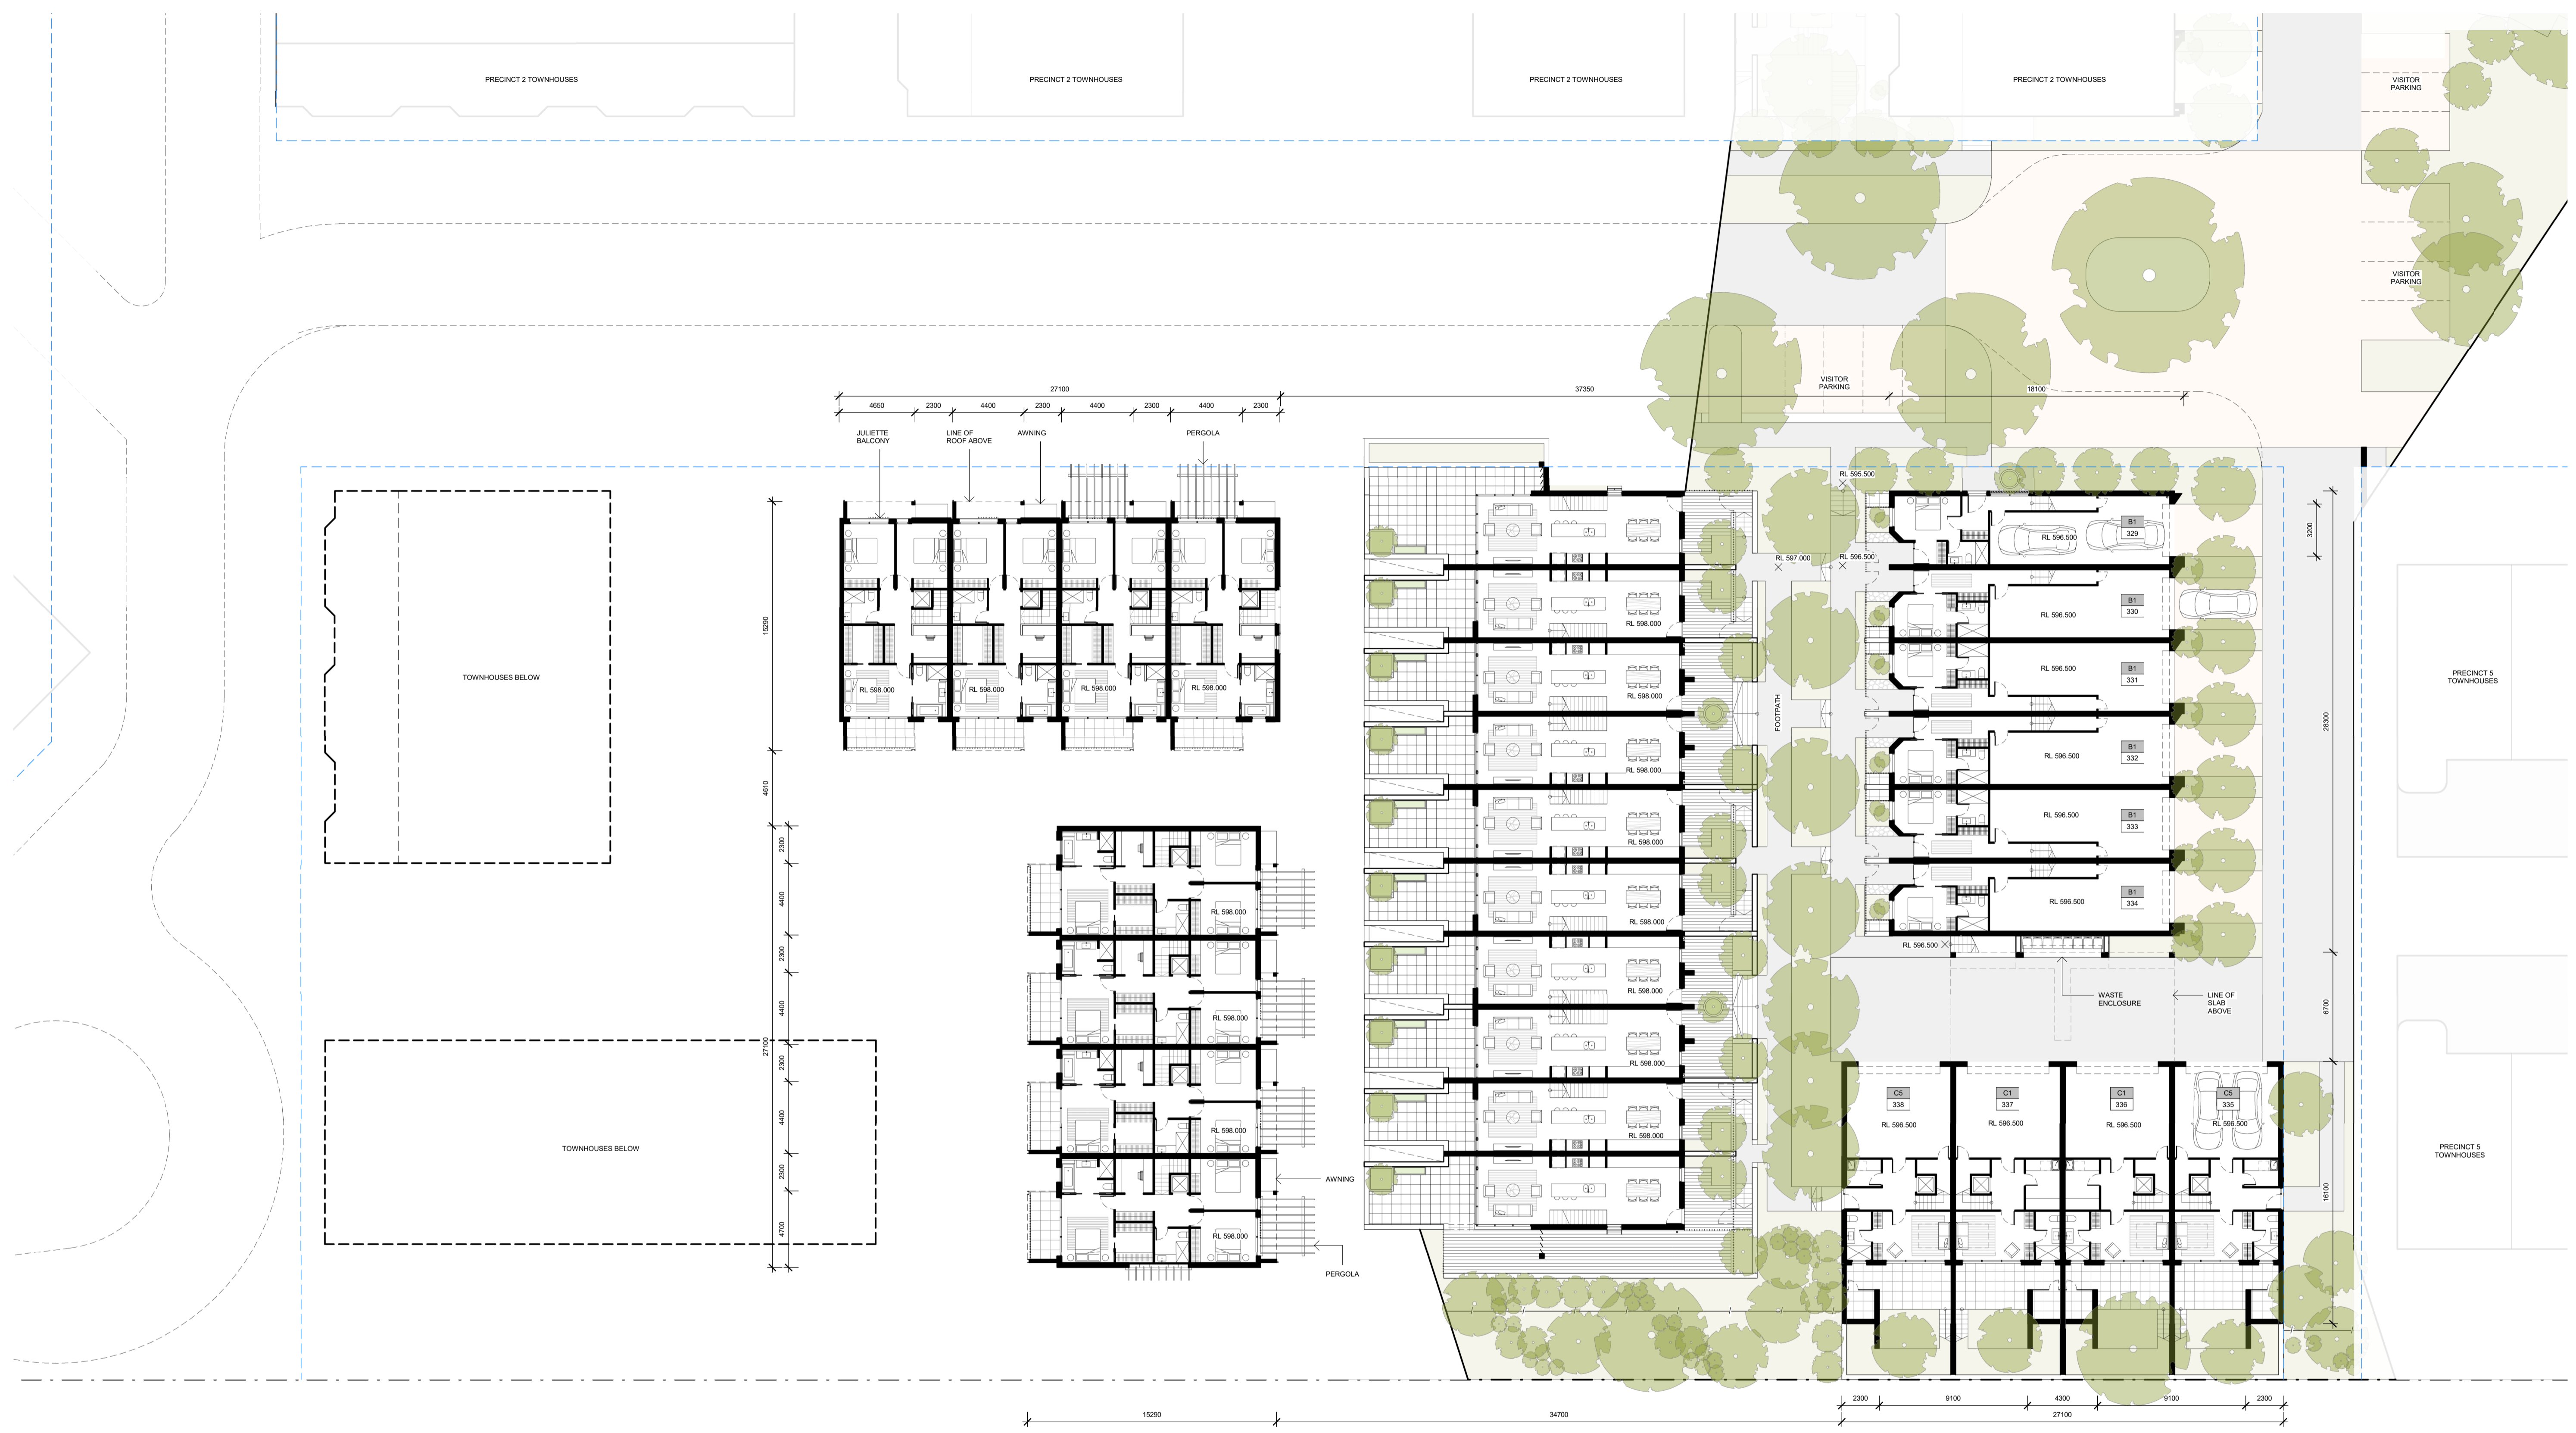 PRECINCT 2 TOWNHOUSES
PRECINCT 2 TOWNHOUSES
PRECINCT 2 TOWNHOUSES
PRECINCT 2 TOWNHOUSES
VISITOR
PARKING
VISITOR
PARKING
VISITOR
PARKING
27100
37350
18100
4650
2300
4400
2300
4400
2300
4400
2300
JULIETTE
BALCONY
LINE OF
ROOF ABOVE
AWNING
PERGOLA
15290
4610
RL 598.000
RL 598.000
RL 598.000
RL 598.000
TOWNHOUSES BELOW
TOWNHOUSES BELOW
2300
4400
2300
4400
27100
2300
4400
2300
4700
RL 598.000
RL 598.000
RL 598.000
RL 598.000
AWNING
PERGOLA
RL 598.000
RL 598.000
RL 598.000
RL 598.000
RL 598.000
RL 598.000
RL 598.000
RL 598.000
FOOTPATH
RL 595.500
RL 597.000
RL 596.500
B1
329
RL 596.500
B1
330
RL 596.500
B1
331
RL 596.500
B1
332
RL 596.500
B1
333
RL 596.500
B1
334
RL 596.500
RL 596.500
3200
28300
6700
16100
WASTE
ENCLOSURE
LINE OF
SLAB
ABOVE
C5
338
RL 596.500
C1
337
RL 596.500
C1
336
RL 596.500
C5
335
RL 596.500
PRECINCT 5
TOWNHOUSES
PRECINCT 5
TOWNHOUSES
2300
9100
4300
9100
2300
15290
34700
27100